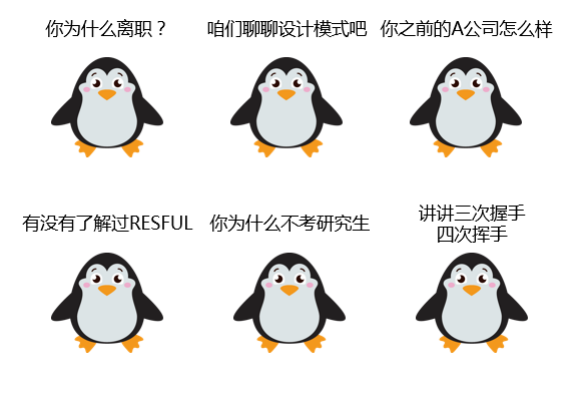 你为什么离职？
咱们聊聊设计模式吧
你之前的A公司怎么样
有没有了解过RESFUL
你为什么不考研究生
讲讲三次握手
四次挥手